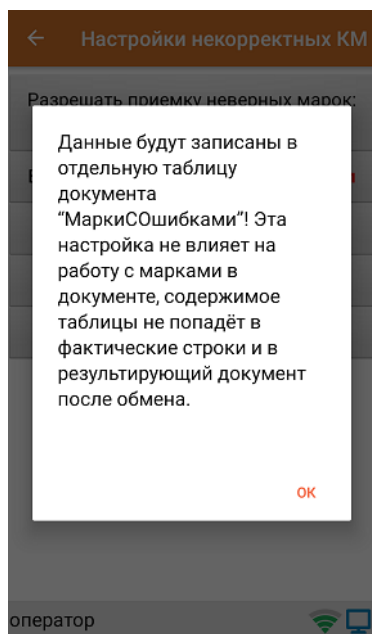 Настройки некорректных КМ
Разрешать приемку неверных марок:
Данные будут записаны в
отдельную таблицу
документа
“МаркиСОшибками”! Эта
настройка не влияет на
работу с марками в
документе, содержимое
таблицы не попадёт в
фактические строки и в
результирующий документ
после обмена.
ОК
оператор